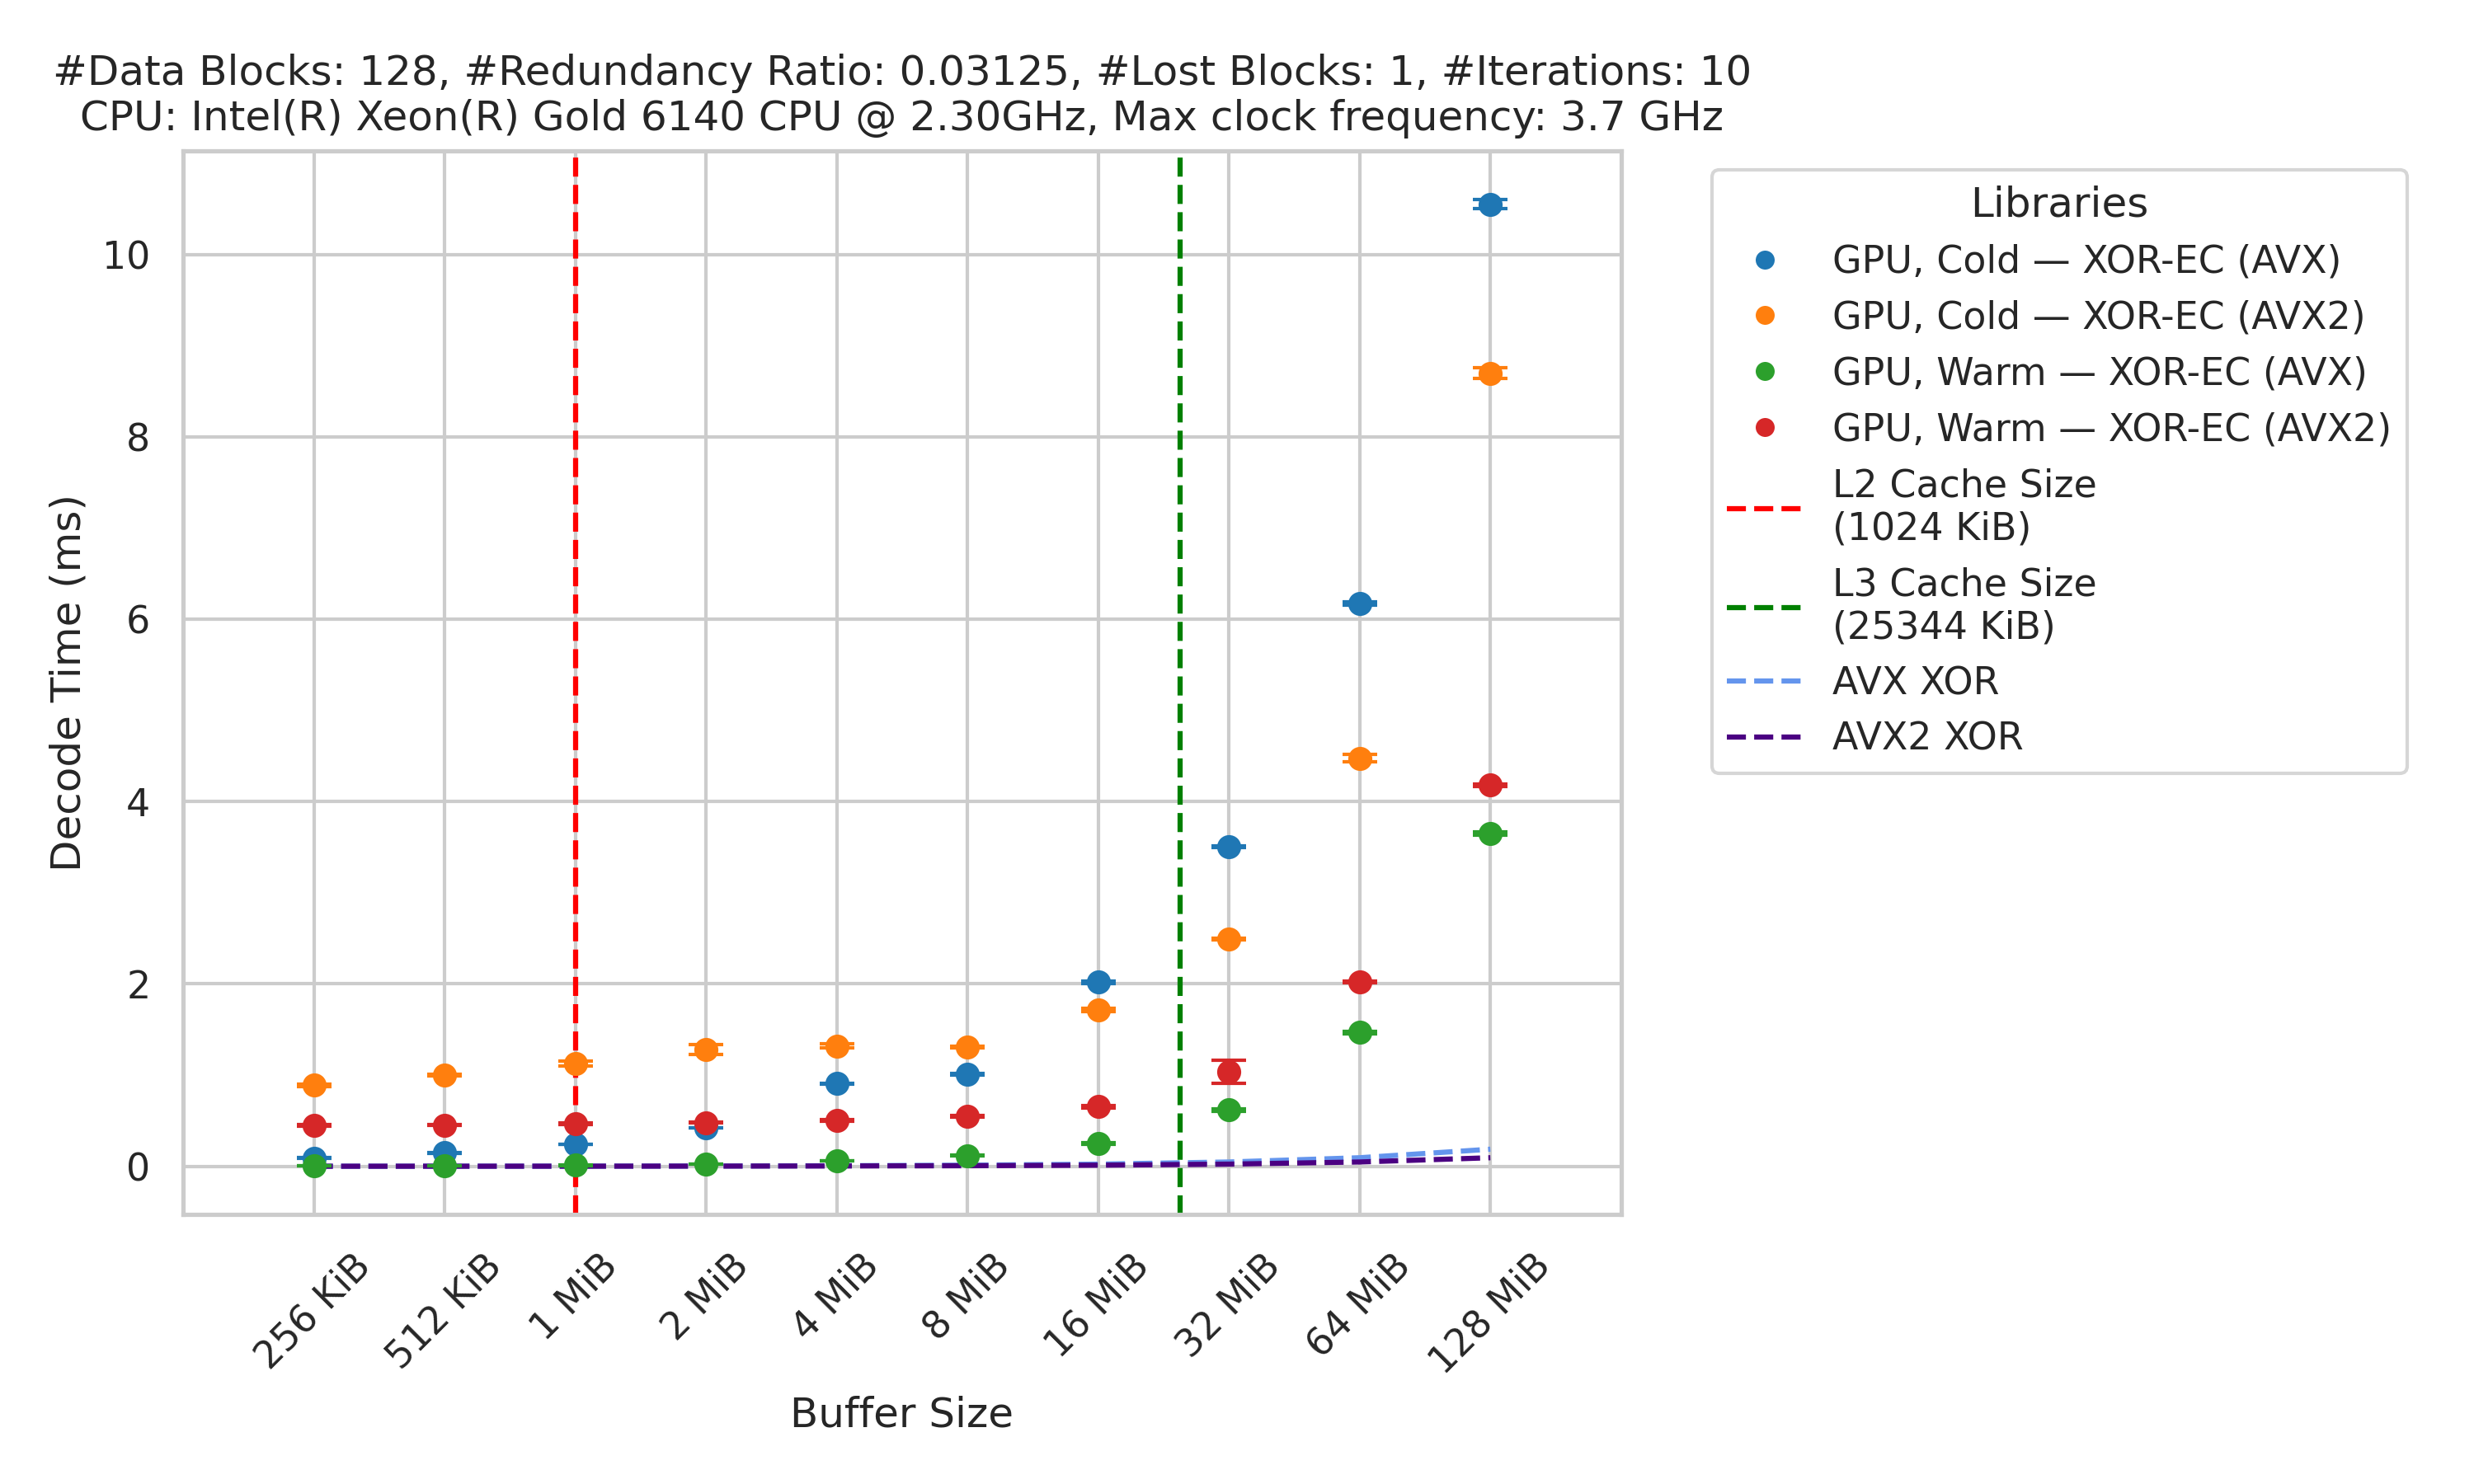 #Data Blocks: 128, #Redundancy Ratio: 0.03125, #Lost Blocks: 1, #Iterations: 10
CPU: Intel(R) Xeon(R) Gold 6140 CPU @ 2.30GHz, Max clock frequency: 3.7 GHz
Decode Time (ms)
10
8
6
4
2
0
256 KiB
512 KiB
1 MiB
2 MiB
4 MiB
8 MiB
16 MiB
32 MiB
64 MiB
128 MiB
Buffer Size
Libraries
GPU, Cold — XOR-EC (AVX)
GPU, Cold — XOR-EC (AVX2)
GPU, Warm — XOR-EC (AVX)
GPU, Warm — XOR-EC (AVX2)
L2 Cache Size
(1024 KiB)
L3 Cache Size
(25344 KiB)
AVX XOR
AVX2 XOR